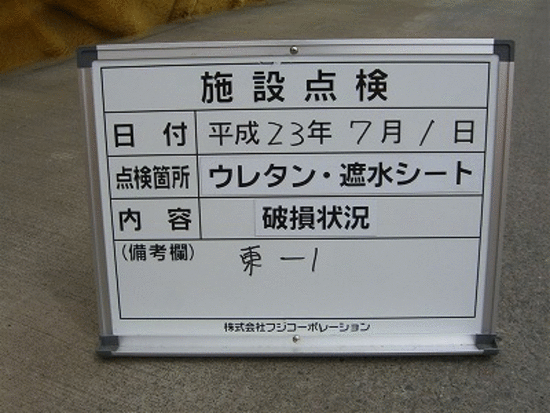 施設点検
日付 平成23年7月1日
点検箇所 ウレタン・遮水シート
内容 破損状況
(備考欄) 東-1
株式会社フジコーポレーション